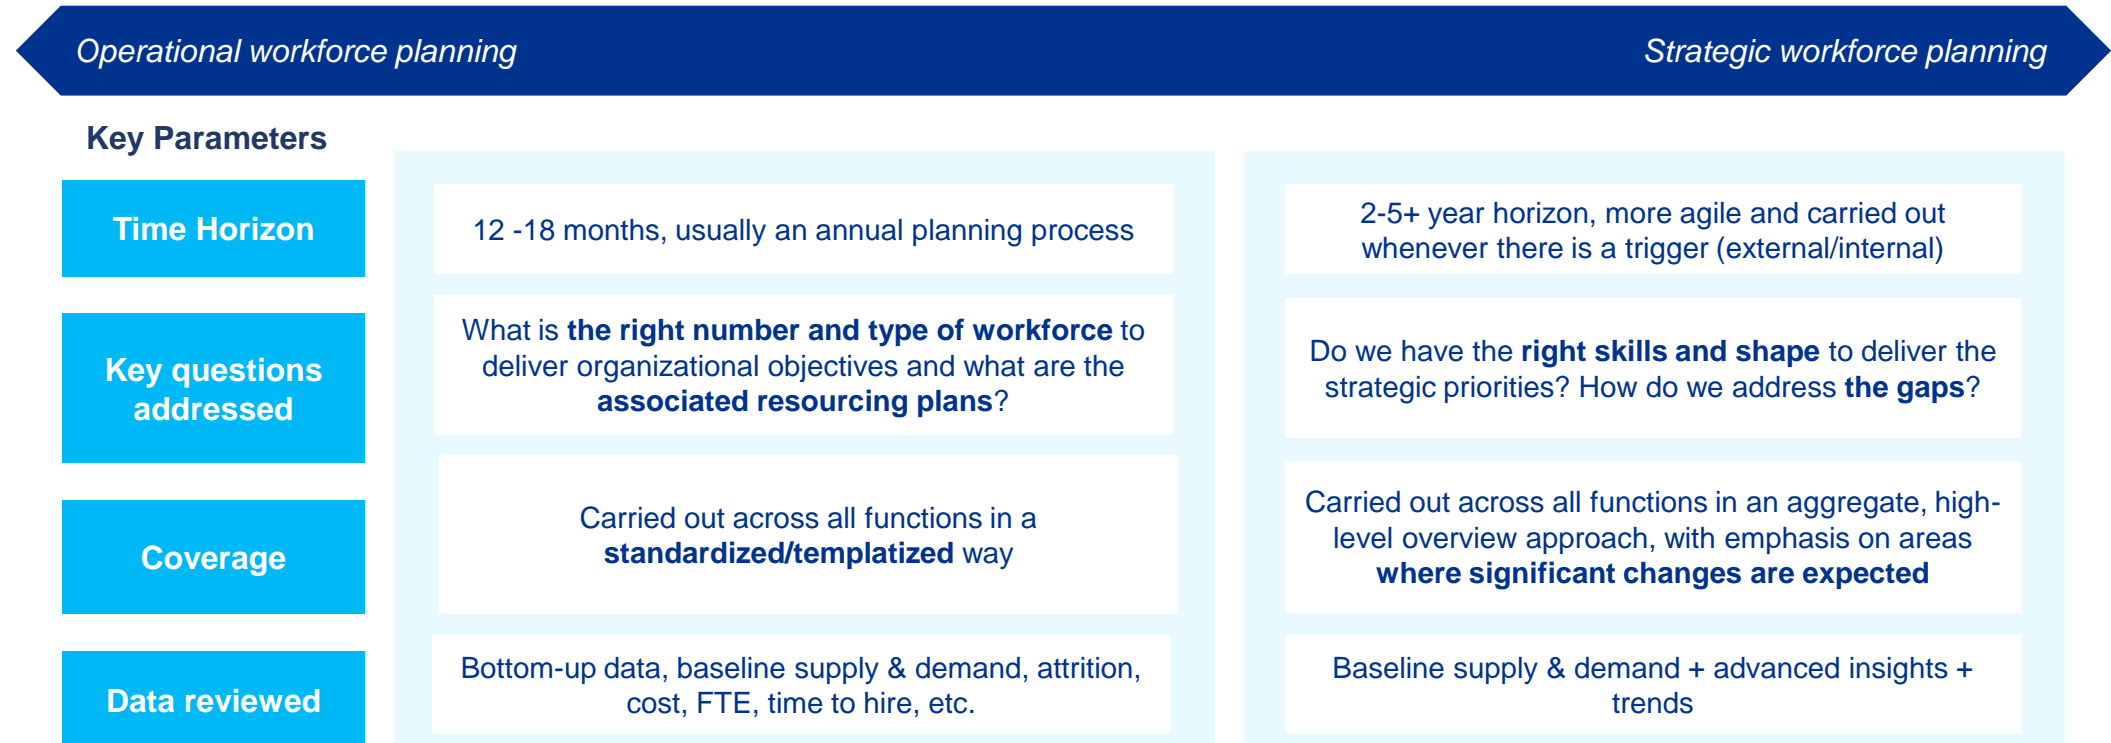 Operational workforce planning
Strategic workforce planning
Key Parameters
Time Horizon
12 -18 months, usually an annual planning process
2-5+ year horizon, more agile and carried out
whenever there is a trigger (external/internal)
Key questions
addressed
What is the right number and type of workforce to
deliver organizational objectives and what are the
associated resourcing plans?
Do we have the right skills and shape to deliver the
strategic priorities? How do we address the gaps?
Coverage
Carried out across all functions in a
standardized/templatized way
Carried out across all functions in an aggregate, high-
level overview approach, with emphasis on areas
where significant changes are expected
Data reviewed
Bottom-up data, baseline supply & demand, attrition,
cost, FTE, time to hire, etc.
Baseline supply & demand + advanced insights +
trends